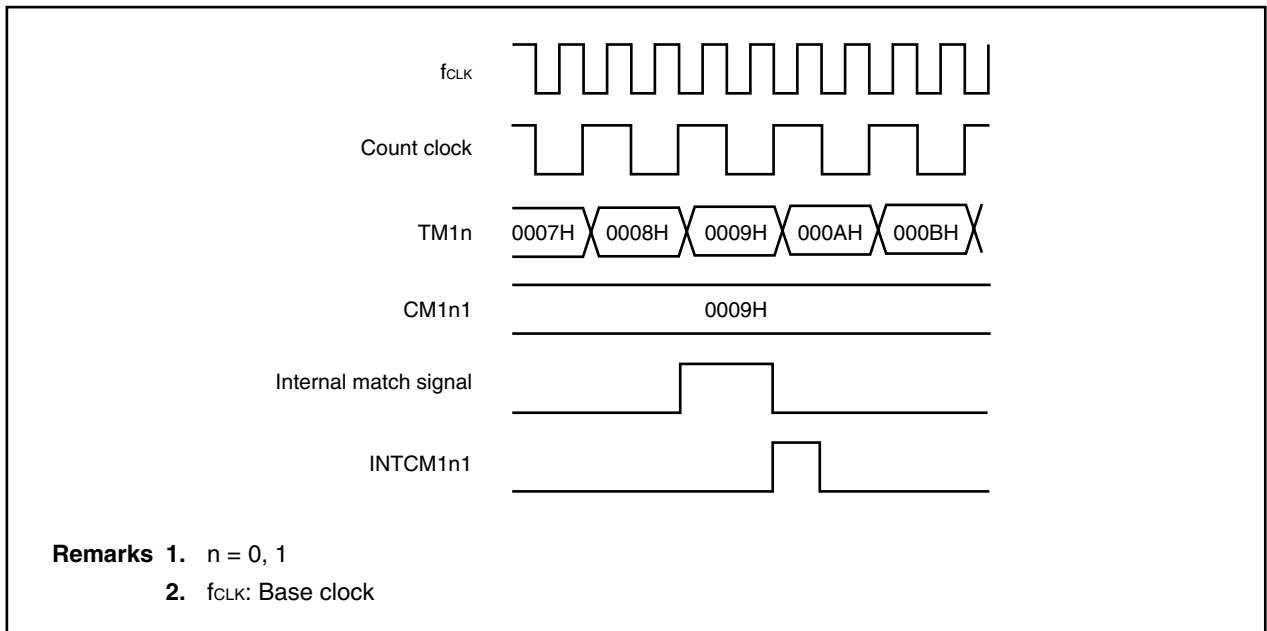 fCLK
Count clock
TM1n 0007H 0008H 0009H 000AH 000BH
CM1n1 0009H
Internal match signal
INTCM1n1
Remarks 1. n = 0, 1
2. fCLK: Base clock